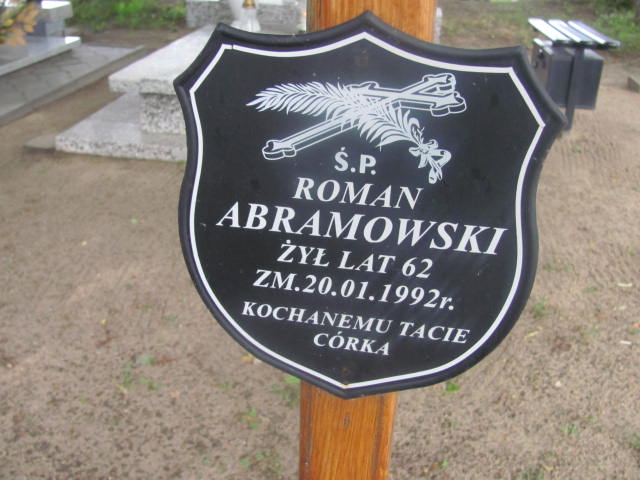 Ś.P.
ROMAN
ABRAMOWSKI
ŻYŁ LAT 62
ZM.20.01.1992r.
KOCHANEMU TACIE
CÓRKA